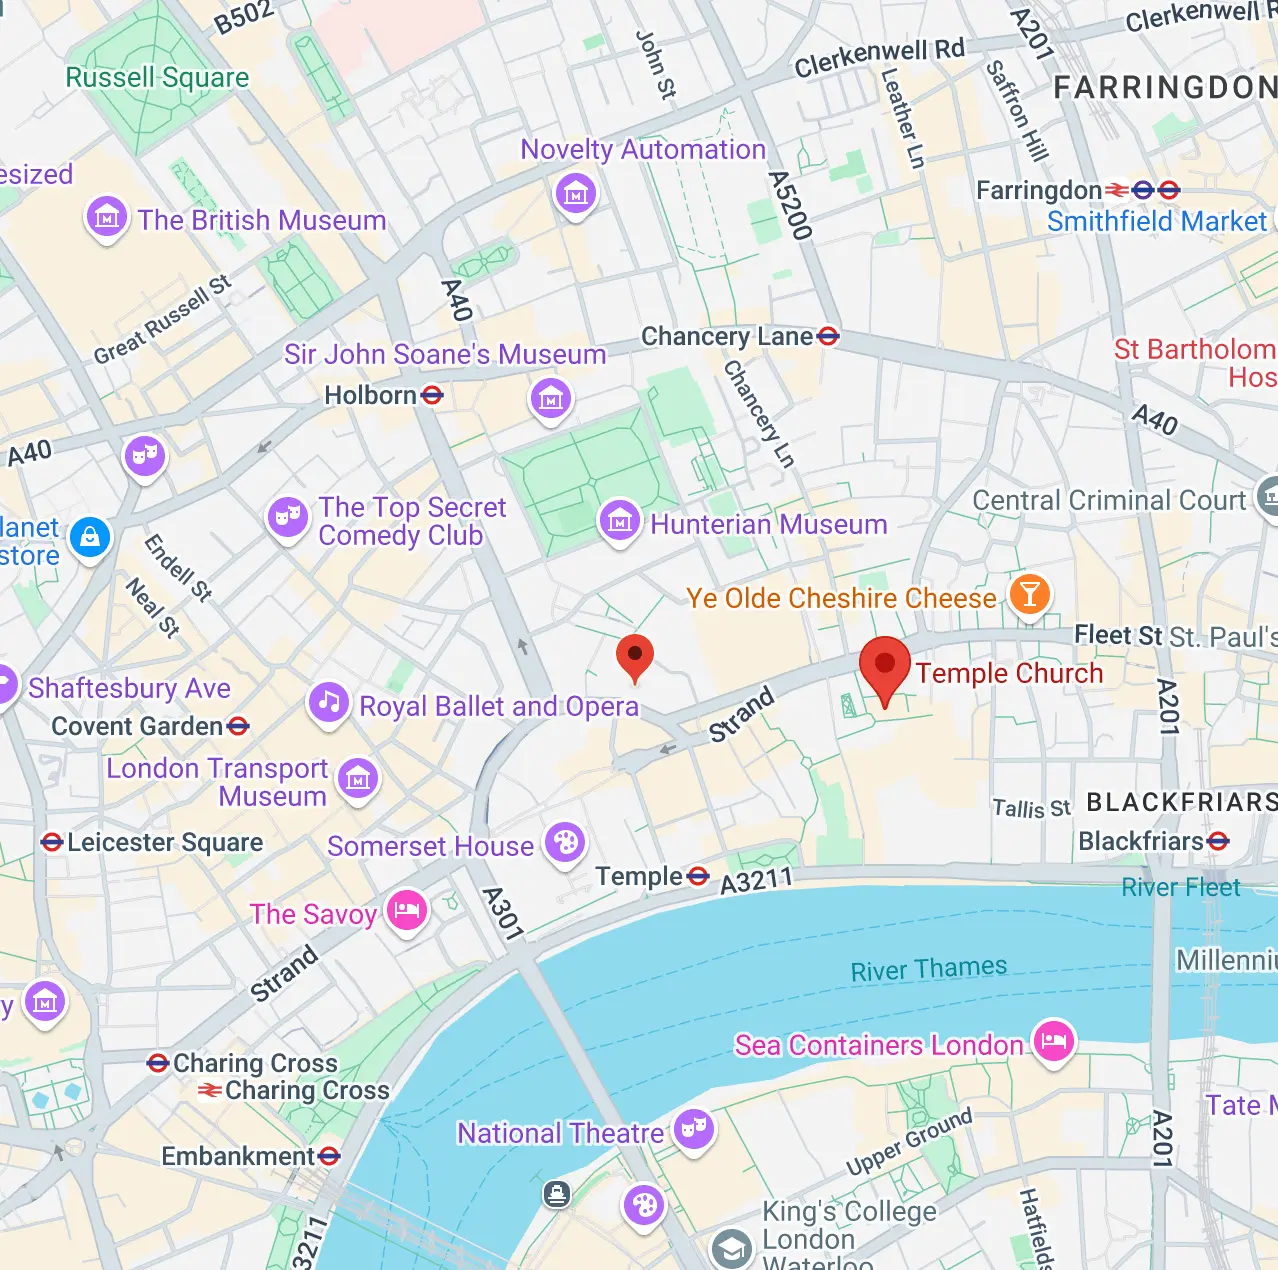 B502
A201
Clerkenwell R
John St
Clerkenwell Rd
Russell Square
Leather Ln
Saffron Hill
FARRINGDON
Novelty Automation
esized
A5200
Farringdon
The British Museum
Smithfield Market
Great Russell St
A40
Chancery Lane
Sir John Soane's Museum
St Bartholom
Hos
Holborn
Chancery Ln
A40
A40
The Top Secret
Comedy Club
Central Criminal Court
lanet
store
Hunterian Museum
Endell St
Neal St
Ye Olde Cheshire Cheese
Fleet St
St. Paul's
Temple Church
Shaftesbury Ave
Royal Ballet and Opera
Covent Garden
Strand
A201
London Transport
Museum
Tallis St
BLACKFRIARS
Leicester Square
Somerset House
Blackfriars
Temple
A3211
River Fleet
The Savoy
A301
Strand
River Thames
Millenniu
y
Sea Containers London
Charing Cross
Charing Cross
National Theatre
Upper Ground
A201
Tate M
Embankment
King's College
London
Waterloo
Hatfields
3211